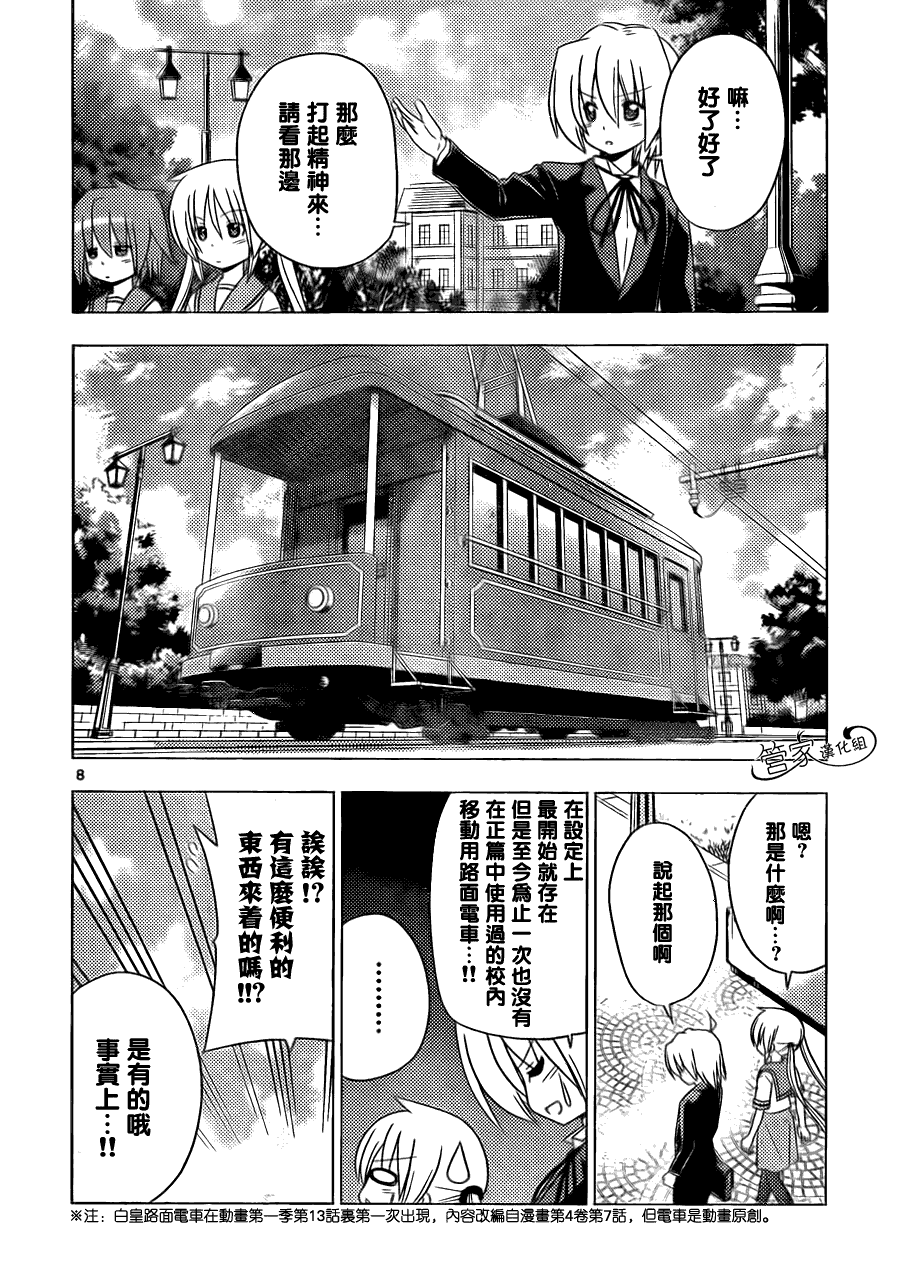 嘛…
好了好了
那麼
打起精神來…
請看那邊
8
管家漢化組
嗯?
那是什麼啊…?
說起那個啊
在設定上
最開始就存在
但是至今爲止一次也沒有
在正篇中使用過的校內
移動用路面電車…!!
………
誒誒!?
有這麼便利的
東西來着的嗎!!?
是有的哦
事實上…!!
※注：白皇路面電車在動畫第一季第13話裏第一次出現，內容改編自漫畫第4卷第7話，但電車是動畫原創。